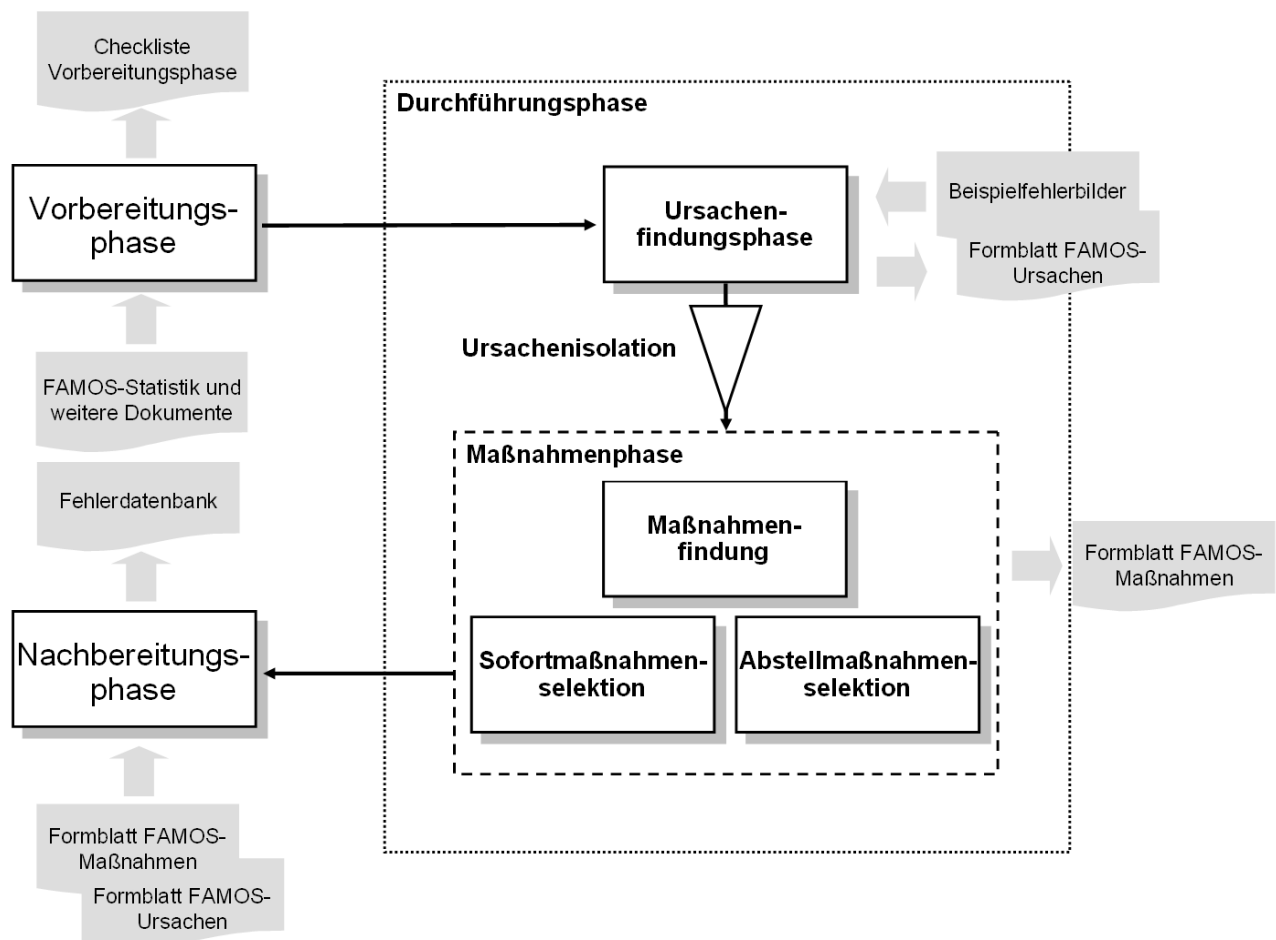 Checkliste
Vorbereitungsphase
Vorbereitungs-
phase
FAMOS-Statistik und
weitere Dokumente
Fehlerdatenbank
Nachbereitungs-
phase
Formblatt FAMOS-
Maßnahmen
Formblatt FAMOS-
Ursachen
Durchführungsphase
Ursachen-
findungsphase
Beispielfehlerbilder
Formblatt FAMOS-
Ursachen
Ursachenisolation
Maßnahmenphase
Maßnahmen-
findung
Sofortmaßnahmen-
selektion
Abstellmaßnahmen-
selektion
Formblatt FAMOS-
Maßnahmen